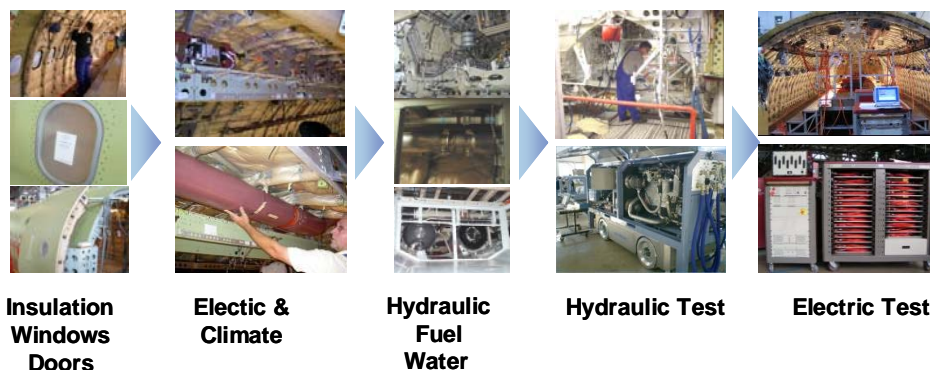 Insulation
Windows
Doors
Electic &
Climate
Hydraulic
Fuel
Water
Hydraulic Test
Electric Test